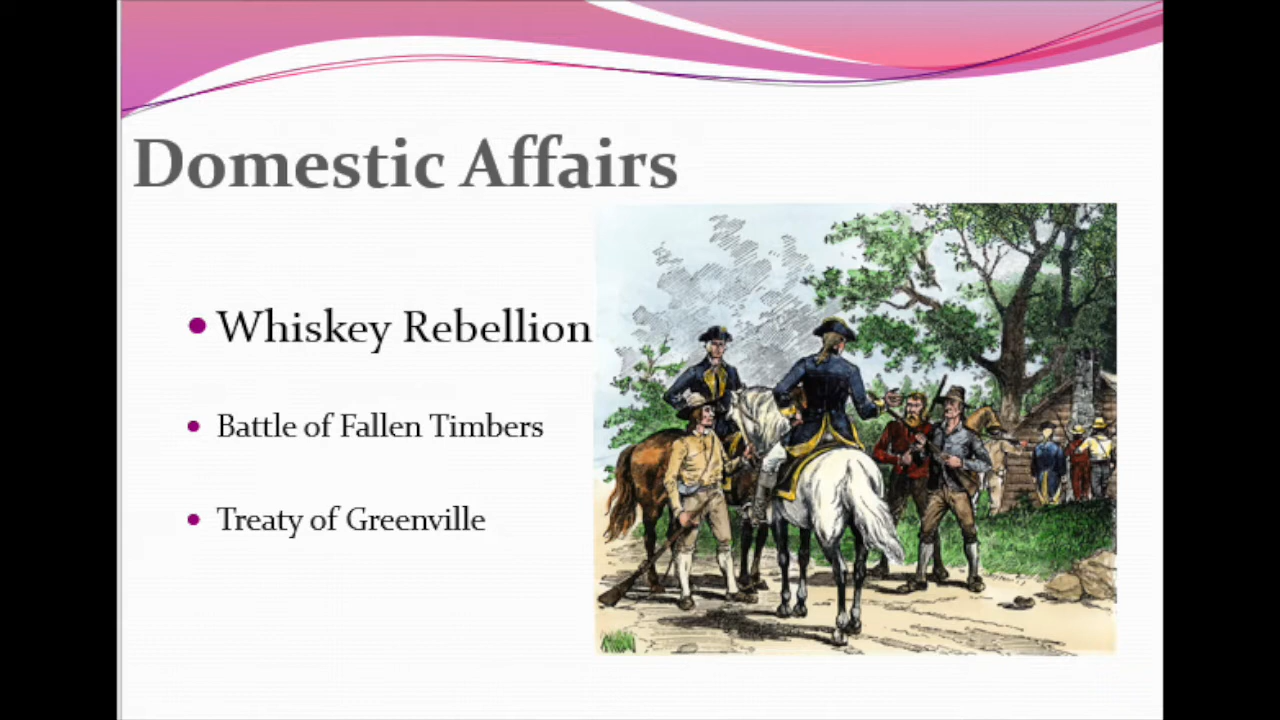 Domestic Affairs
Whiskey Rebellion
Battle of Fallen Timbers
Treaty of Greenville